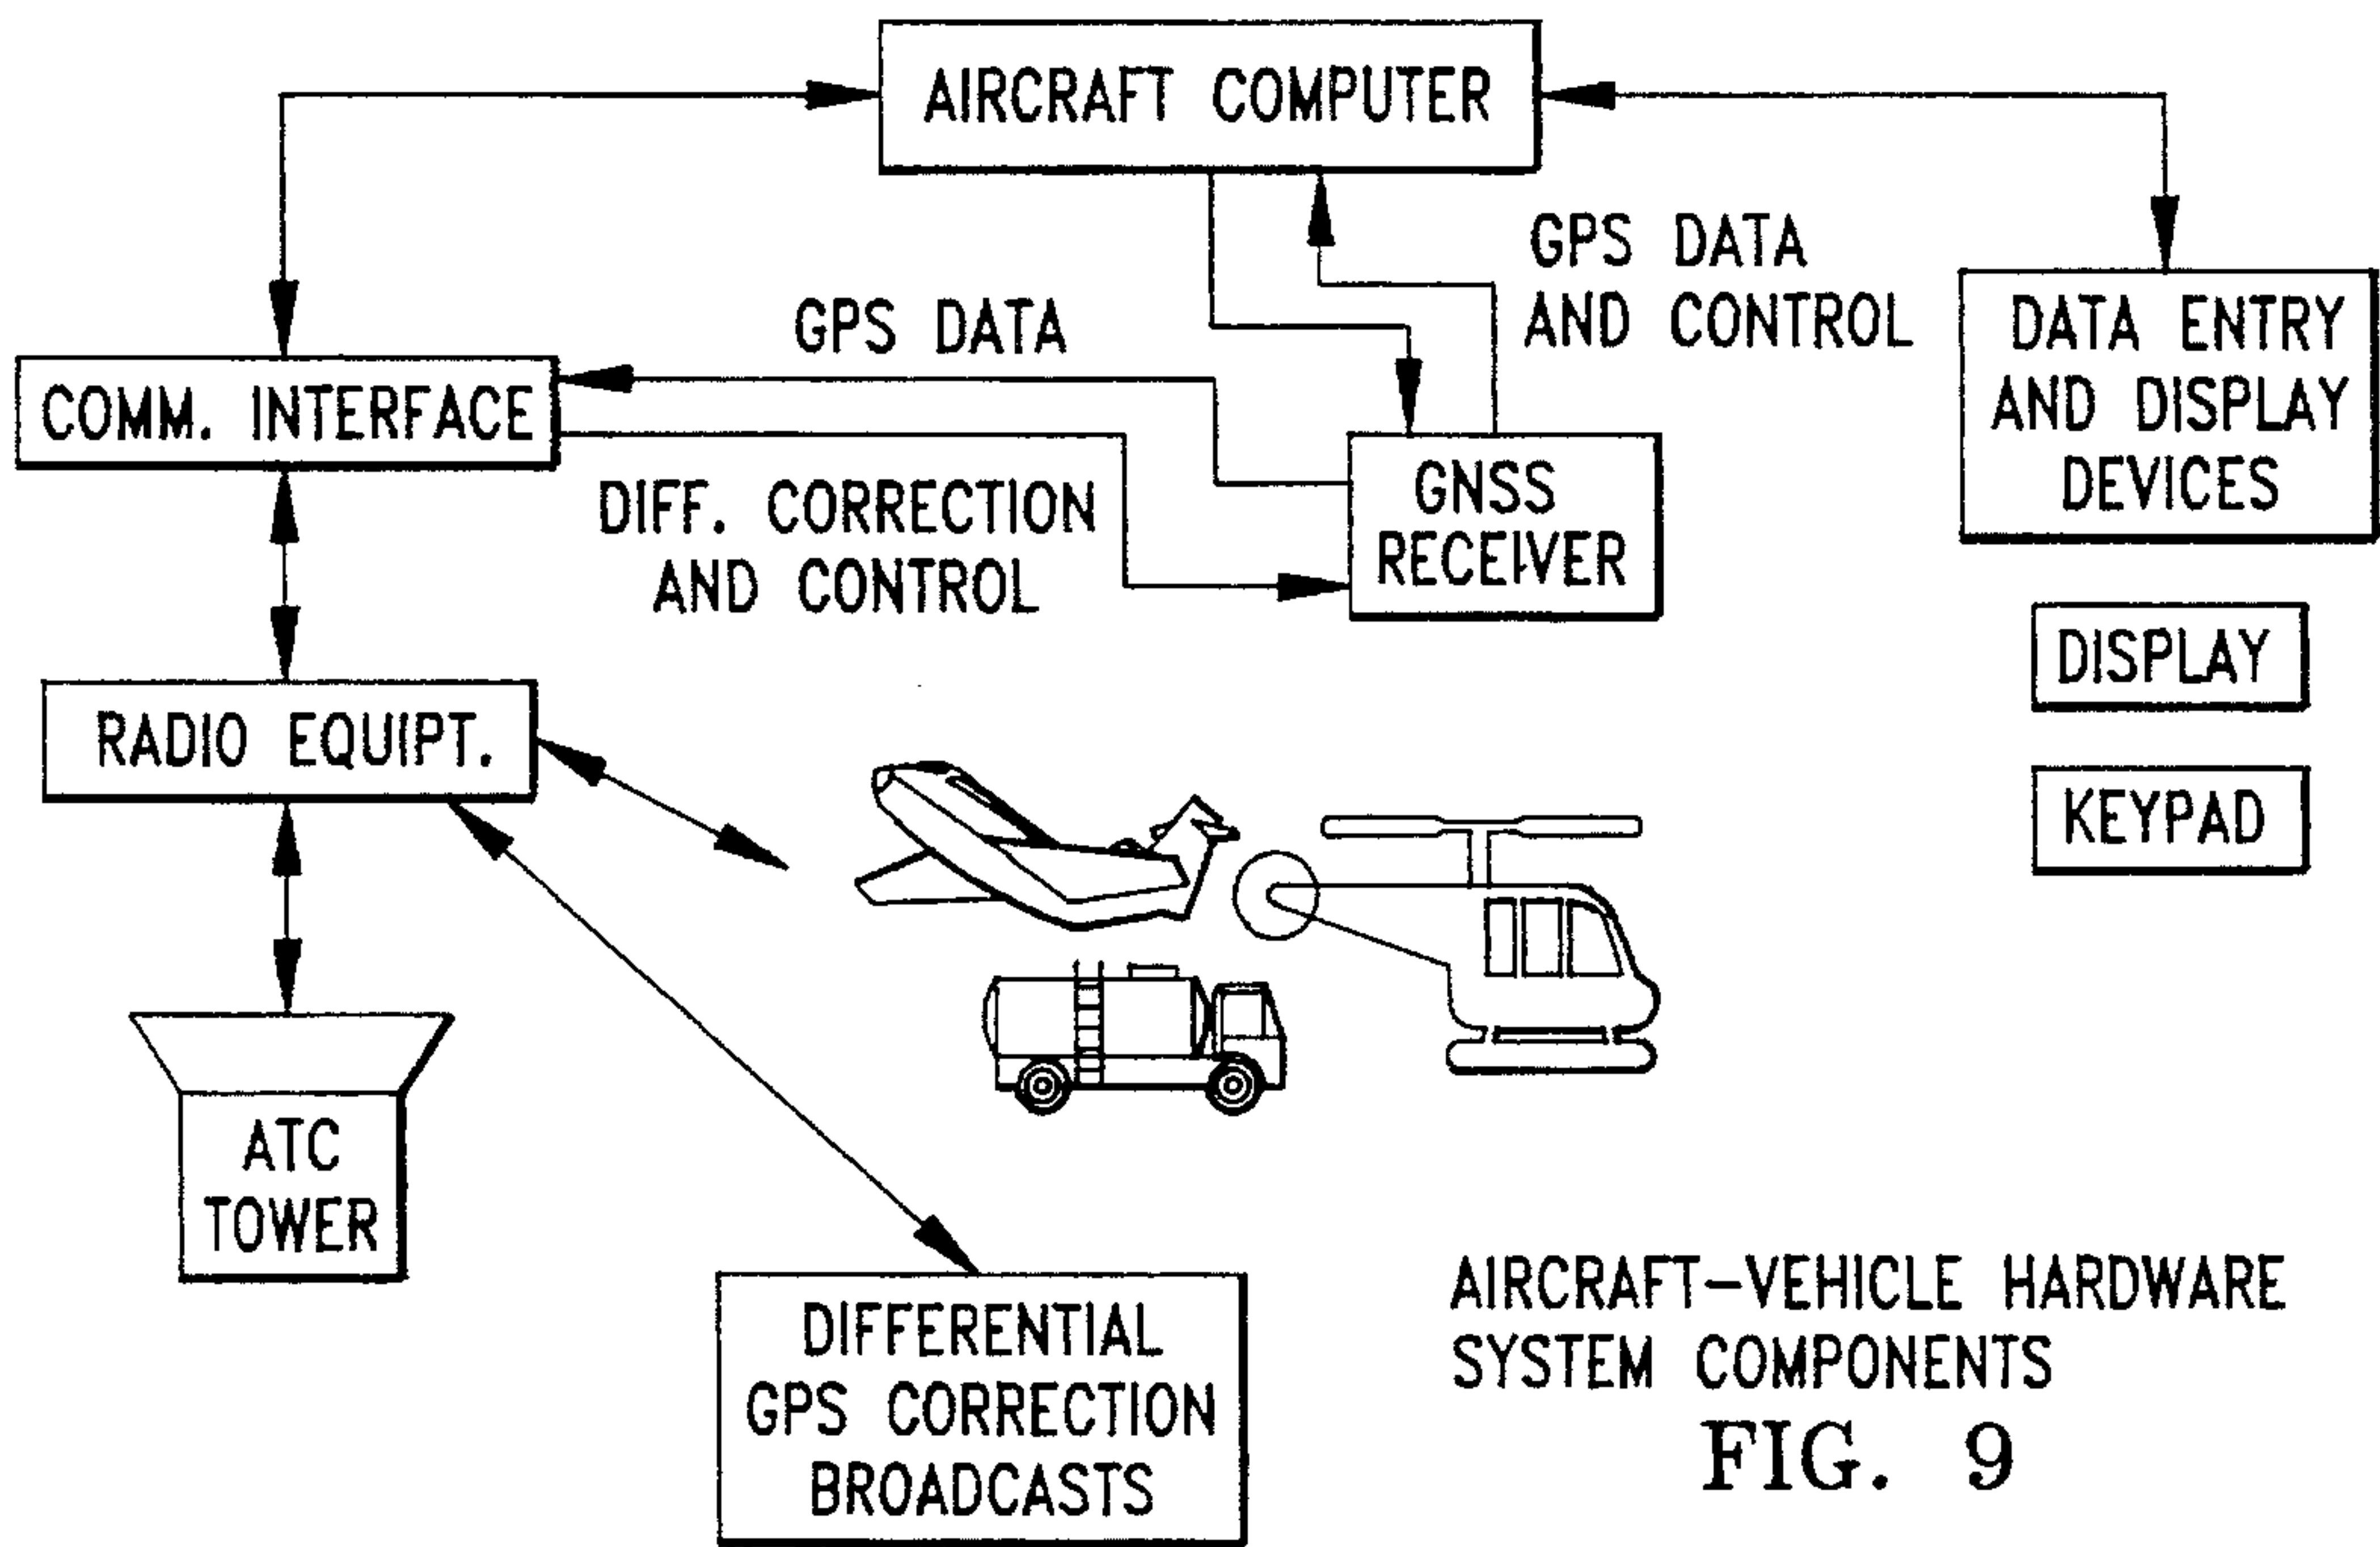 AIRCRAFT COMPUTER
GPS DATA
AND CONTROL
GPS DATA
DATA ENTRY
AND DISPLAY
DEVICES
COMM. INTERFACE
DIFF. CORRECTION
AND CONTROL
GNSS
RECEIVER
DISPLAY
RADIO EQUIPT.
KEYPAD
ATC
TOWER
DIFFERENTIAL
GPS CORRECTION
BROADCASTS
AIRCRAFT-VEHICLE HARDWARE
SYSTEM COMPONENTS
FIG. 9